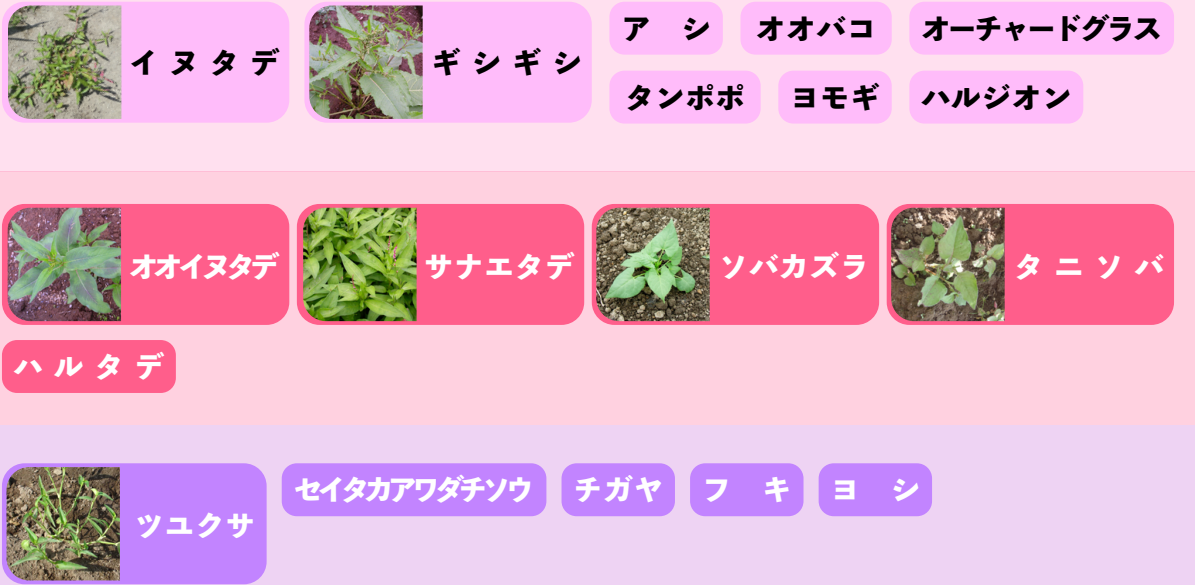 イヌタデ ギシギシ アシ オオバコ オーチャードグラス
タンポポ ヨモギ ハルジオン
オオイヌタデ サナエタデ ソバカズラ タニソバ
ハルタデ
ツユクサ セイタカアワダチソウ チガヤ フキ ヨシ